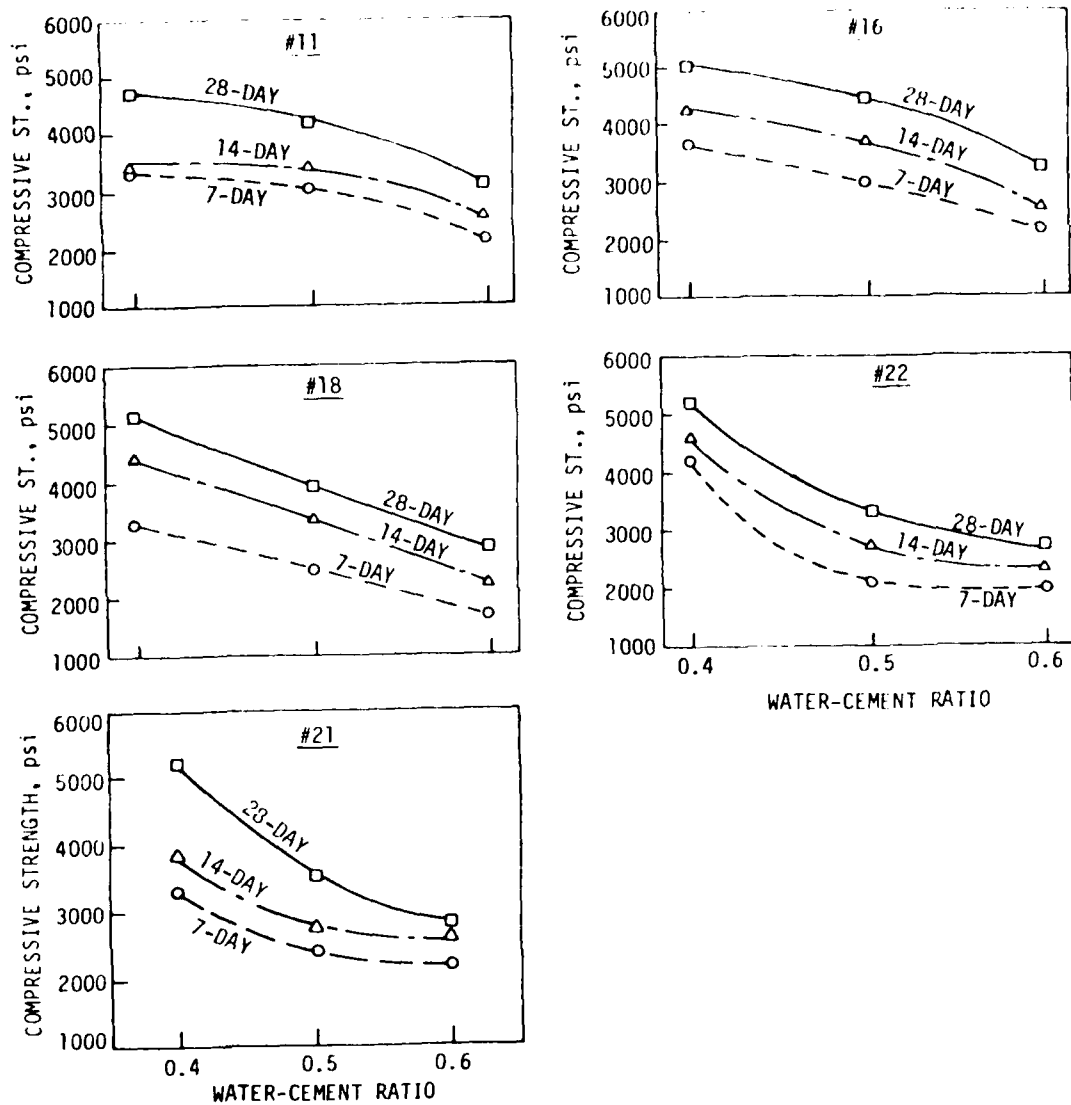 #11
COMPRESSIVE ST., psi
6000
5000
4000
3000
2000
1000
28-DAY
14-DAY
7-DAY
#16
COMPRESSIVE ST., psi
6000
5000
4000
3000
2000
1000
28-DAY
14-DAY
7-DAY
#18
COMPRESSIVE ST., psi
6000
5000
4000
3000
2000
1000
28-DAY
14-DAY
7-DAY
#22
COMPRESSIVE ST., psi
6000
5000
4000
3000
2000
1000
28-DAY
14-DAY
7-DAY
0.4 0.5 0.6
WATER-CEMENT RATIO
#21
COMPRESSIVE STRENGTH, psi
6000
5000
4000
3000
2000
1000
28-DAY
14-DAY
7-DAY
0.4 0.5 0.6
WATER-CEMENT RATIO